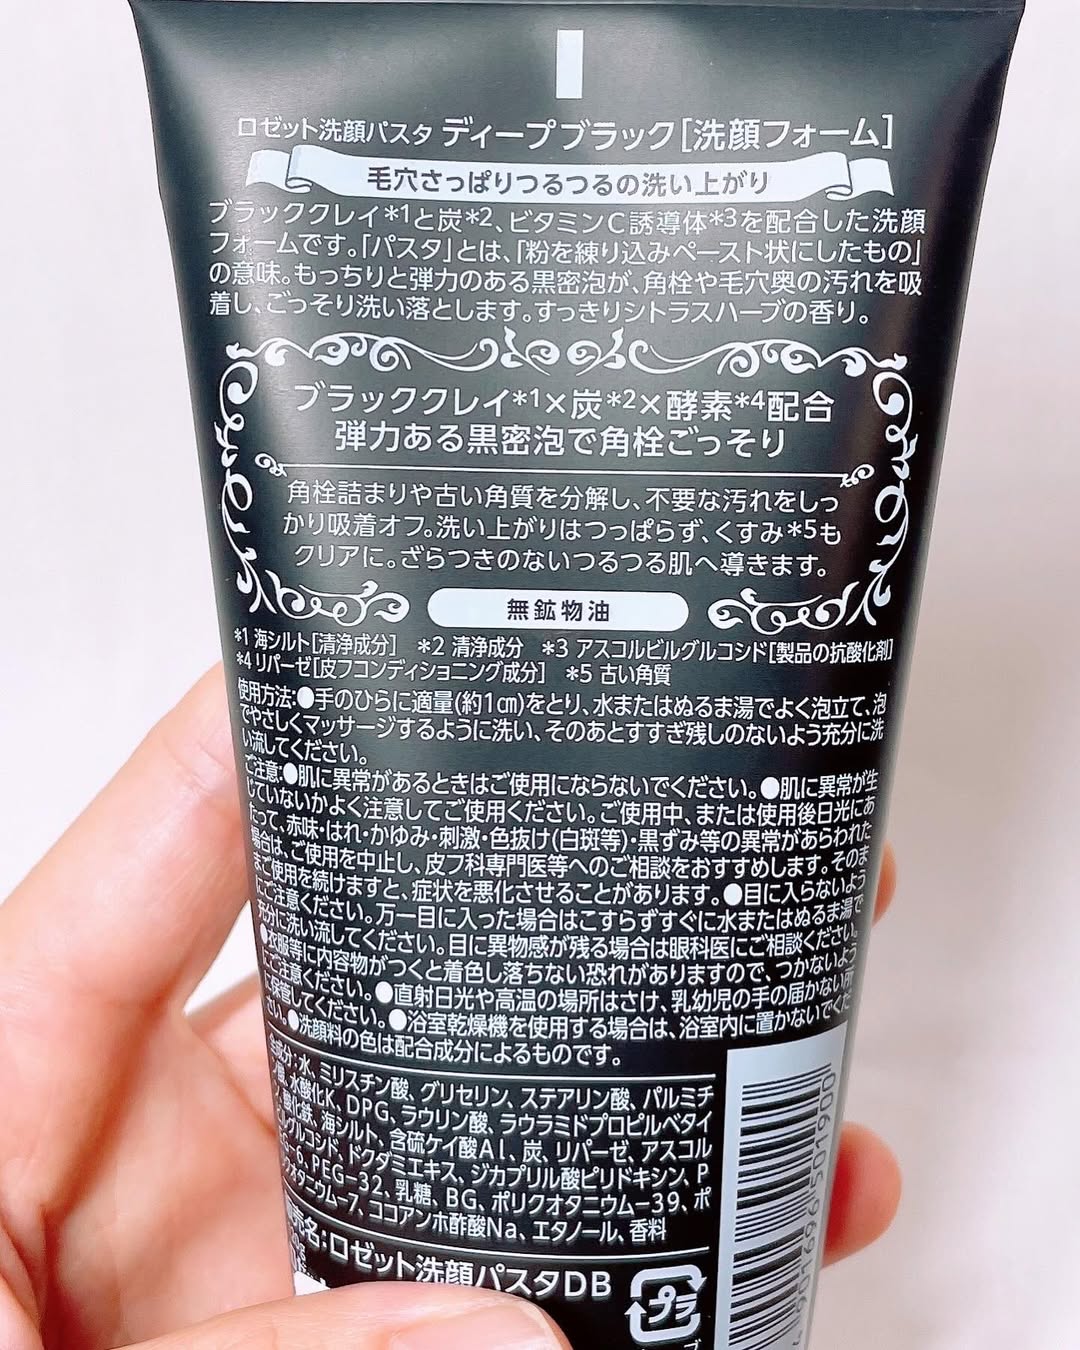 ロゼット洗顔パスタ ディープブラック[洗顔フォーム]
毛穴さっぱりつるつるの洗い上がり
ブラッククレイ*1と炭*2、ビタミンC誘導体*3を配合した洗顔
フォームです。「パスタ」とは、「粉を練り込みペースト状にしたもの」
の意味。もっちりと弾力のある黒密泡が、角栓や毛穴奥の汚れを吸
着し、ごっそり洗い落とします。すっきりシトラスハーブの香り。
ブラッククレイ*1×炭*2×酵素*4配合
弾力ある黒密泡で角栓ごっそり
角栓詰まりや古い角質を分解し、不要な汚れをしっ
かり吸着オフ。洗い上がりはつっぱらず、くすみ*5も
クリアに。ざらつきのないつるつる肌へ導きます。
無鉱物油
*1 海シルト[清浄成分] *2 清浄成分 *3 アスコルビルグルコシド[製品の抗酸化剤]
*4 リパーゼ[皮フコンディショニング成分] *5 古い角質
使用方法:●手のひらに適量(約1㎝)をとり、水またはぬるま湯でよく泡立て、泡
でやさしくマッサージするように洗い、そのあとすすぎ残しのないよう充分に洗
い流してください。
ご注意:●肌に異常があるときはご使用にならないでください。●肌に異常が生
じていないかよく注意してご使用ください。ご使用中、または使用後日光にあ
たって、赤味・はれ・かゆみ・刺激・色抜け(白斑等)・黒ずみ等の異常があらわれた
場合は、ご使用を中止し、皮フ科専門医等へのご相談をおすすめします。そのま
まご使用を続けますと、症状を悪化させることがあります。●目に入らないよう
にご注意ください。万一目に入った場合はこすらずすぐに水またはぬるま湯で
充分に洗い流してください。目に異物感が残る場合は眼科医にご相談ください。
●衣服等に内容物がつくと着色し落ちない恐れがありますので、つかないよう
ご注意ください。●直射日光や高温の場所はさけ、乳幼児の手の届かない所
に保管してください。●浴室乾燥機を使用する場合は、浴室内に置かないでくだ
さい。●洗顔料の色は配合成分によるものです。
全成分:水、ミリスチン酸、グリセリン、ステアリン酸、パルミチ
水酸化K、DPG、ラウリン酸、ラウラミドプロピルベタイ
酸化鉄、海シルト、含硫ケイ酸Al、炭、リパーゼ、アスコル
グルコシド、ドクダミエキス、ジカプリル酸ピリドキシン、P
-6、PEG-32、乳糖、BG、ポリクオタニウム-39、ポ
クオタニウム-7、ココアンホ酢酸Na、エタノール、香料
売名:ロゼット洗顔パスタDB
プラ
4901696501900